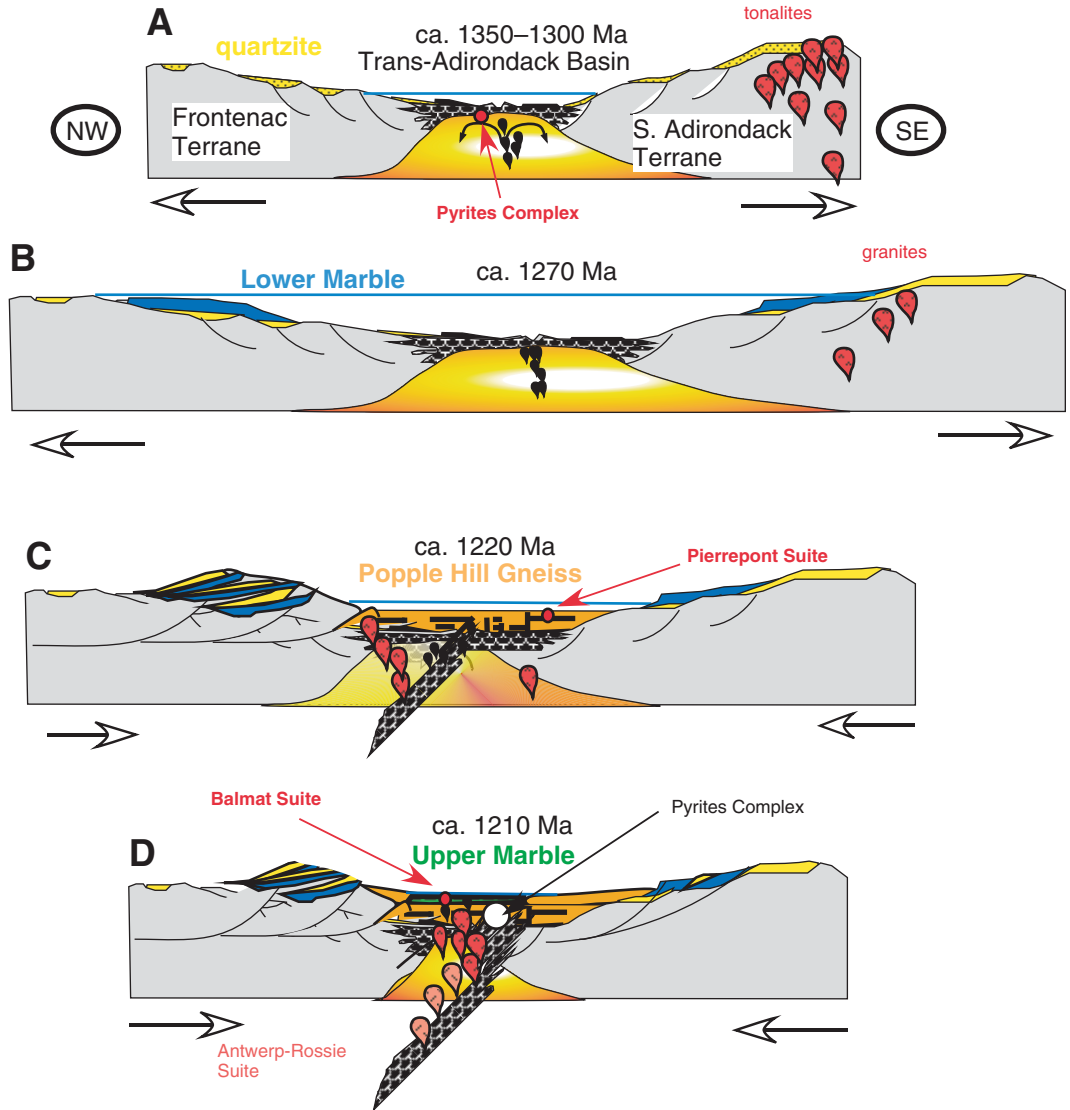 A
quartzite
ca. 1350–1300 Ma
Trans-Adirondack Basin
tonalites
NW
Frontenac
Terrane
S. Adirondack
Terrane
SE
Pyrites Complex
B
Lower Marble
ca. 1270 Ma
granites
C
ca. 1220 Ma
Popple Hill Gneiss
Pierrepont Suite
Balmat Suite
Pyrites Complex
D
ca. 1210 Ma
Upper Marble
Antwerp-Rossie
Suite